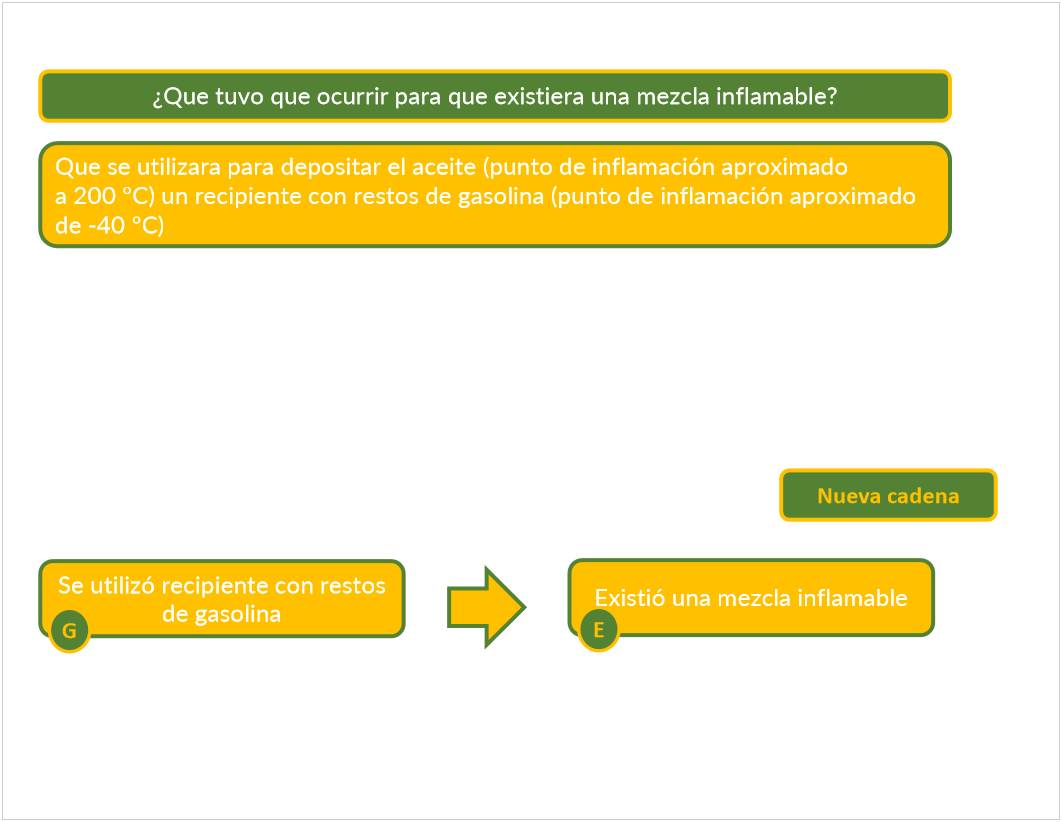 ¿Que tuvo que ocurrir para que existiera una mezcla inflamable?
Que se utilizara para depositar el aceite (punto de inflamación aproximado
a 200 ºC) un recipiente con restos de gasolina (punto de inflamación aproximado
de -40 ºC)
Nueva cadena
Se utilizó recipiente con restos
de gasolina
G
Existió una mezcla inflamable
E